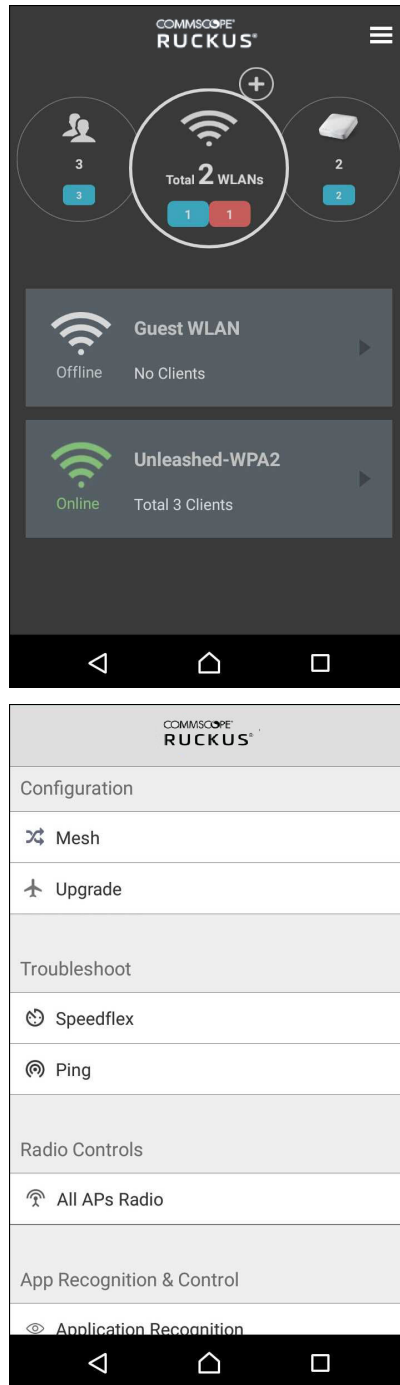 COMMSCOPE®
RUCKUS®
3
3
Total 2 WLANs
1 1
2
2
Guest WLAN
Offline
No Clients
Unleashed-WPA2
Online
Total 3 Clients
COMMSCOPE®
RUCKUS®
Configuration
Mesh
Upgrade
Troubleshoot
Speedflex
Ping
Radio Controls
All APs Radio
App Recognition & Control
Application Recognition